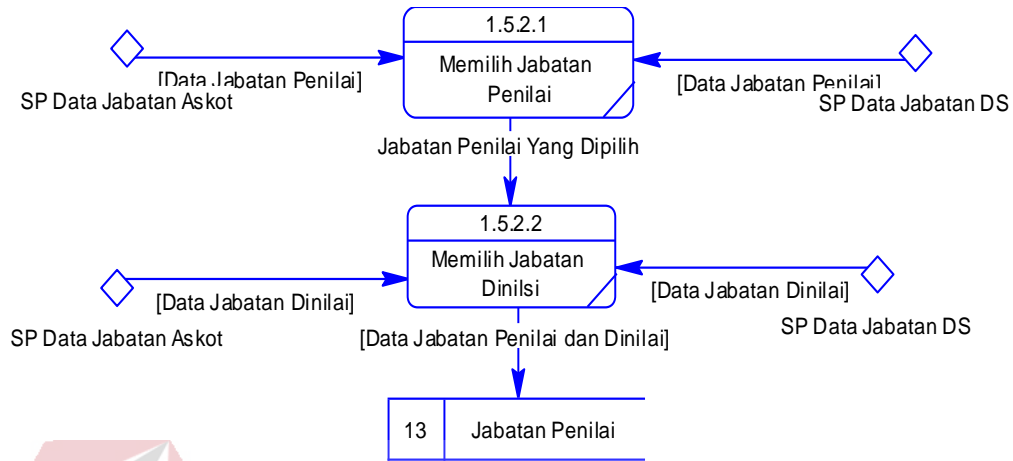 1.5.2.1
Memilih Jabatan
Penilai
[Data Jabatan Penilai]
SP Data Jabatan Askot
[Data Jabatan Penilai]
SP Data Jabatan DS
Jabatan Penilai Yang Dipilih
1.5.2.2
Memilih Jabatan
Dinilsi
[Data Jabatan Dinilai]
SP Data Jabatan Askot
[Data Jabatan Dinilai]
SP Data Jabatan DS
[Data Jabatan Penilai dan Dinilai]
13 Jabatan Penilai